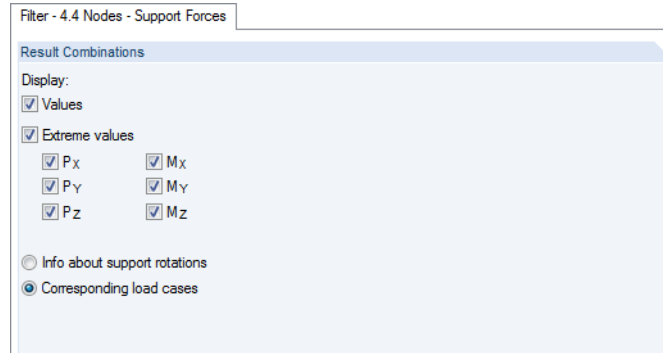 Filter - 4.4 Nodes - Support Forces
Result Combinations
Display:
Values
Extreme values
PX MX
PY MY
PZ MZ
Info about support rotations
Corresponding load cases